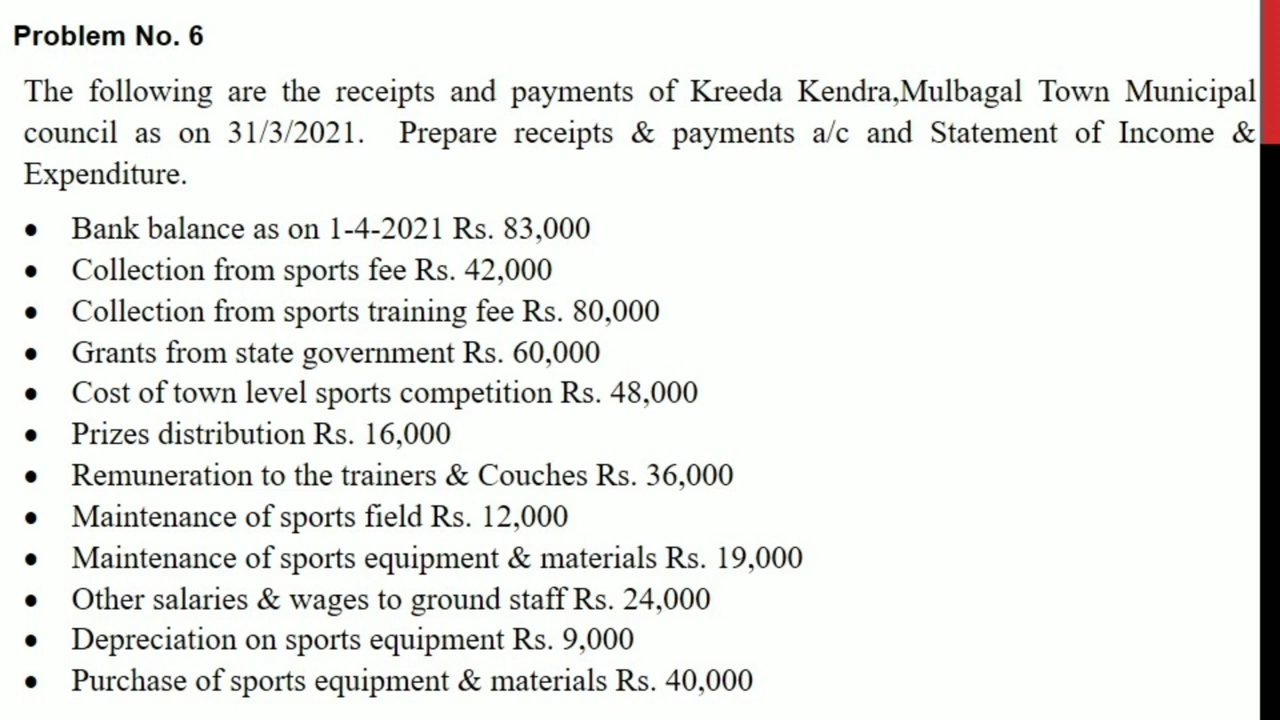 Problem No. 6
The following are the receipts and payments of Kreeda Kendra,Mulbagal Town Municipal
council as on 31/3/2021. Prepare receipts & payments a/c and Statement of Income &
Expenditure.
• Bank balance as on 1-4-2021 Rs. 83,000
• Collection from sports fee Rs. 42,000
• Collection from sports training fee Rs. 80,000
• Grants from state government Rs. 60,000
• Cost of town level sports competition Rs. 48,000
• Prizes distribution Rs. 16,000
• Remuneration to the trainers & Couches Rs. 36,000
• Maintenance of sports field Rs. 12,000
• Maintenance of sports equipment & materials Rs. 19,000
• Other salaries & wages to ground staff Rs. 24,000
• Depreciation on sports equipment Rs. 9,000
• Purchase of sports equipment & materials Rs. 40,000